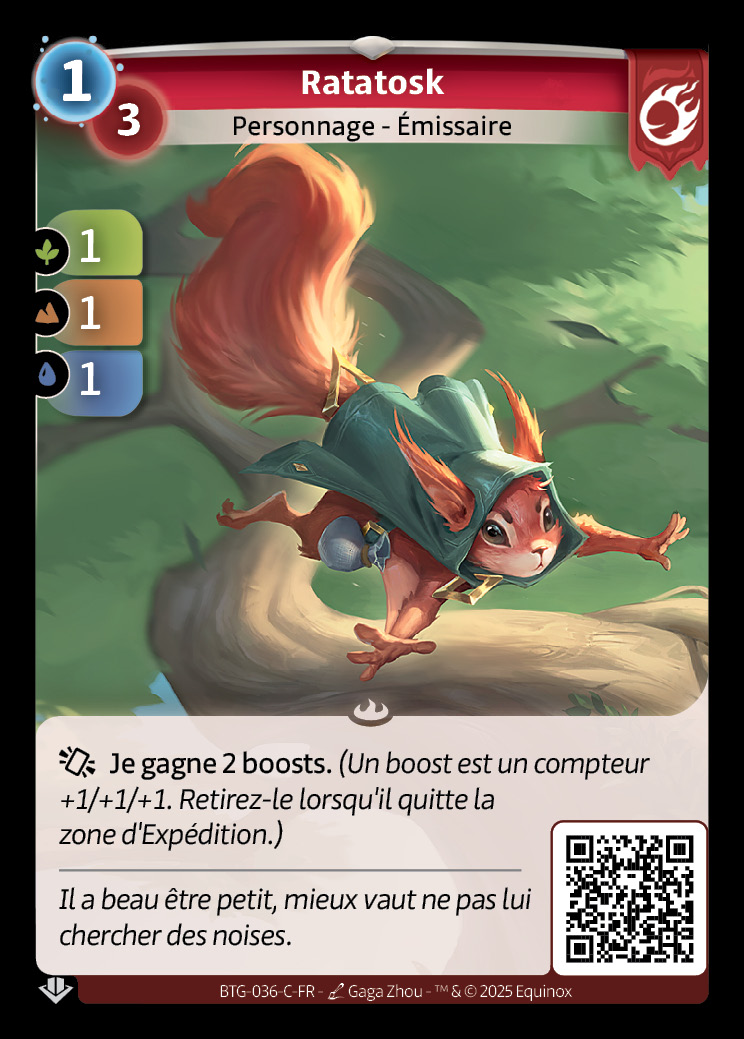 1
Ratatosk
3
Personnage - Émissaire
1
1
1
Je gagne 2 boosts. (Un boost est un compteur
+1/+1/+1. Retirez-le lorsqu'il quitte la
zone d'Expédition.)
Il a beau être petit, mieux vaut ne pas lui
chercher des noises.
BTG-036-C-FR - Gaga Zhou - ™ & © 2025 Equinox